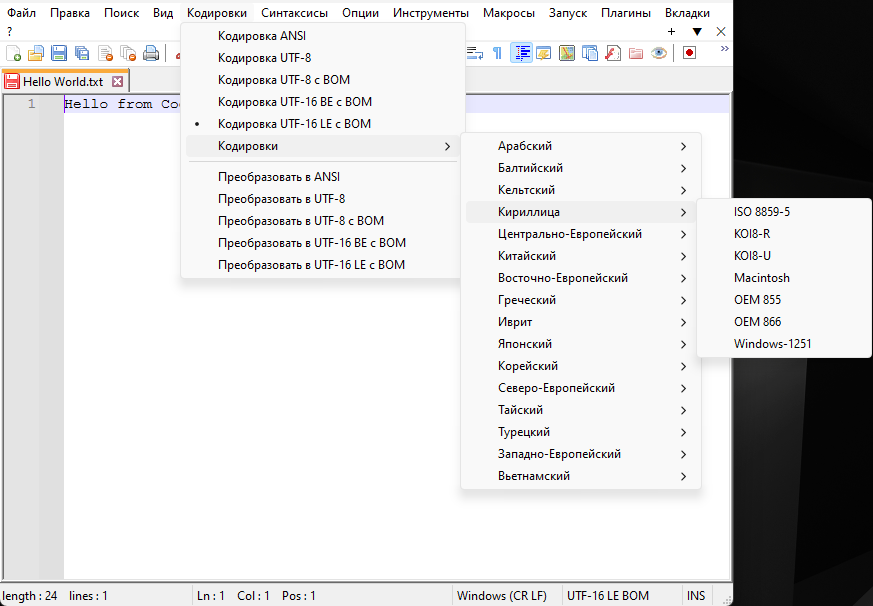 Файл Правка Поиск Вид Кодировки Синтаксисы Опции Инструменты Макросы Запуск Плагины Вкладки
?
Hello World.txt
1 Hello from Co
Кодировка ANSI
Кодировка UTF-8
Кодировка UTF-8 с BOM
Кодировка UTF-16 BE с BOM
Кодировка UTF-16 LE с BOM
Кодировки
Преобразовать в ANSI
Преобразовать в UTF-8
Преобразовать в UTF-8 с BOM
Преобразовать в UTF-16 BE с BOM
Преобразовать в UTF-16 LE с BOM
Арабский
Балтийский
Кельтский
Кириллица
Центрально-Европейский
Китайский
Восточно-Европейский
Греческий
Иврит
Японский
Корейский
Северо-Европейский
Тайский
Турецкий
Западно-Европейский
Вьетнамский
ISO 8859-5
KOI8-R
KOI8-U
Macintosh
OEM 855
OEM 866
Windows-1251
length : 24 lines : 1 Ln : 1 Col : 1 Pos : 1 Windows (CR LF) UTF-16 LE BOM INS